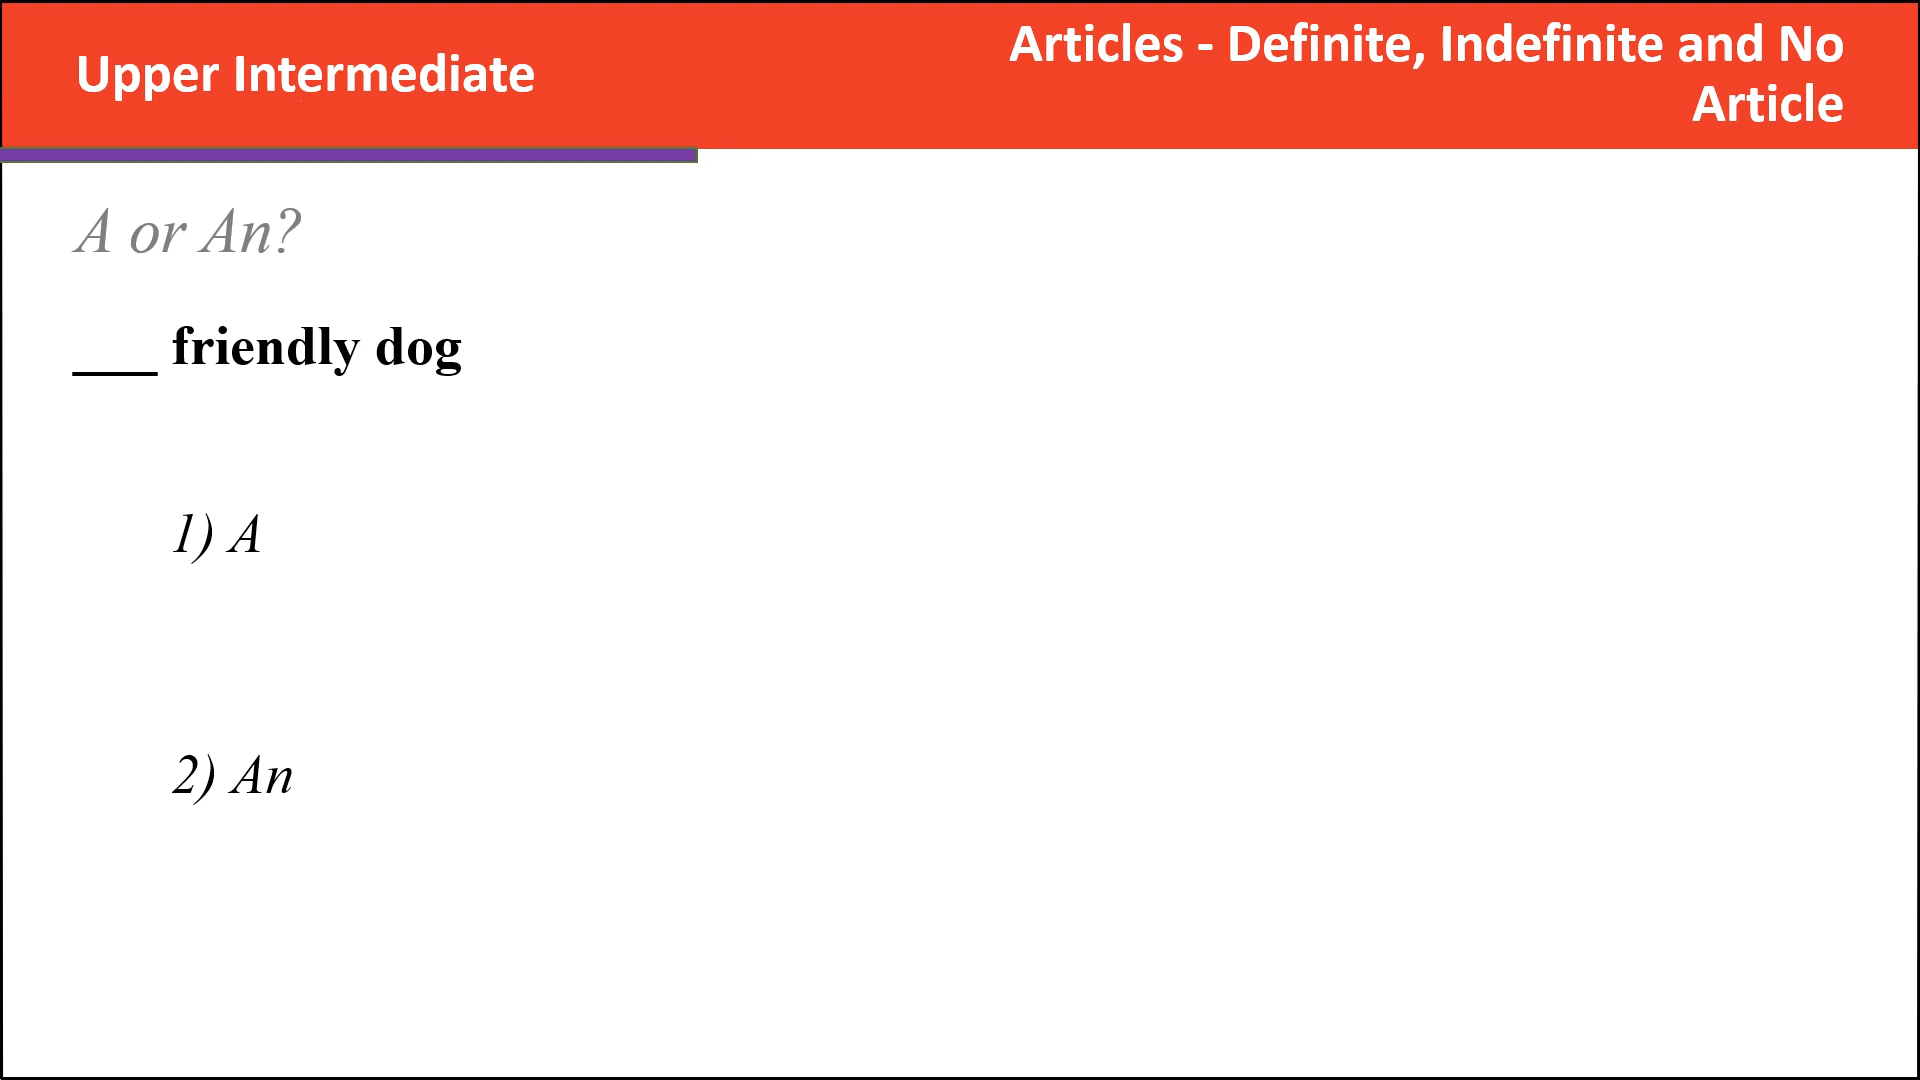 Upper Intermediate
Articles - Definite, Indefinite and No
Article
A or An?
___ friendly dog
1) A
2) An